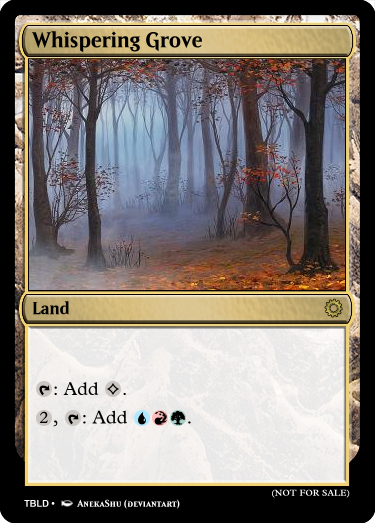 Whispering Grove
Land
: Add .
2, : Add .
(NOT FOR SALE)
TBLD • AnekaShu (deviantart)